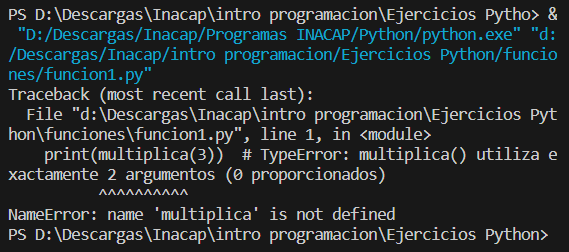 PS D:\Descargas\Inacap\intro programacion\Ejercicios Pytho> &
 "D:/Descargas/Inacap/Programas INACAP/Python/python.exe" "d:
/Descargas/Inacap/intro programacion/Ejercicios Python/funcio
nes/funcion1.py"
Traceback (most recent call last):
  File "d:\Descargas\Inacap\intro programacion\Ejercicios Pyt
hon\funciones\funcion1.py", line 1, in <module>
    print(multiplica(3))  # TypeError: multiplica() utiliza e
xactamente 2 argumentos (0 proporcionados)
          ^^^^^^^^^^
NameError: name 'multiplica' is not defined
PS D:\Descargas\Inacap\intro programacion\Ejercicios Python>